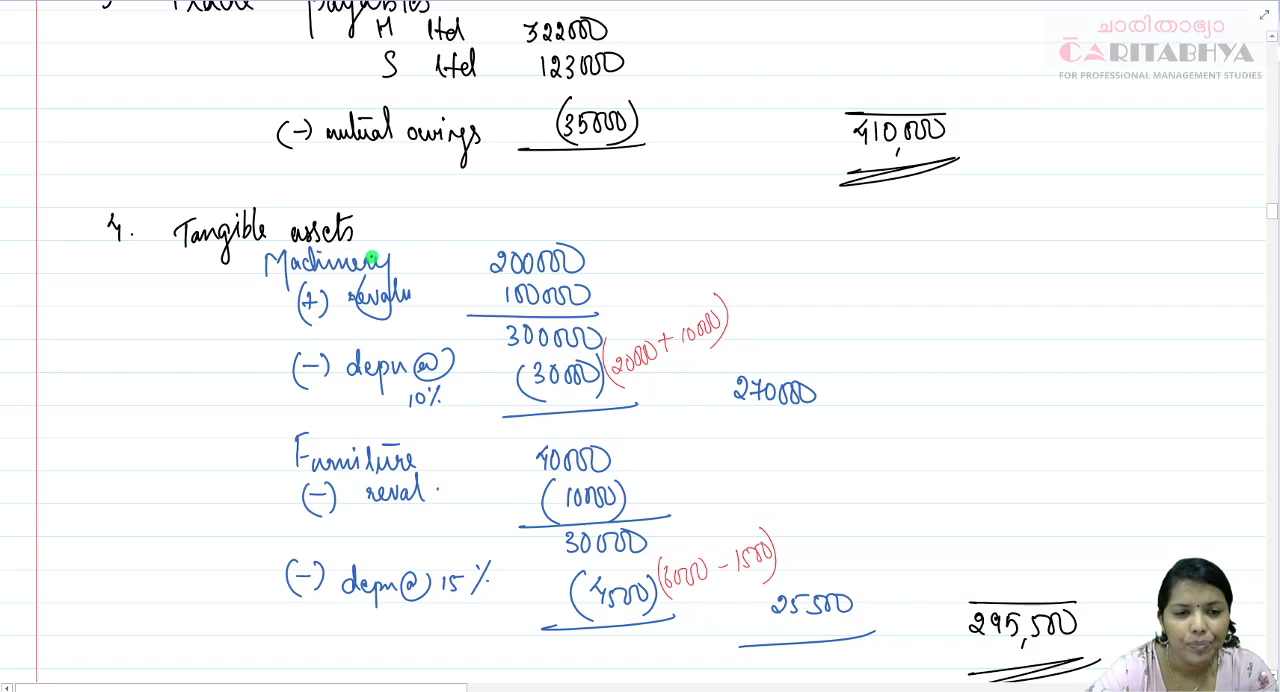 ചാരിതാഭ്യാ
CARITABHYA
FOR PROFESSIONAL MANAGEMENT STUDIES
payables
H ltd 322000
S ltd 123000
(-) mutual owings (35000) 410,000
4. Tangible assets
Machinery 200000
(+) revalu 100000
300000
(-) depn@ 10% (30000) (20000 + 10000) 270000
Furniture 40000
(-) reval. (10000)
30000
(-) depn@ 15% (4500) (6000 - 1500) 25500 295,500